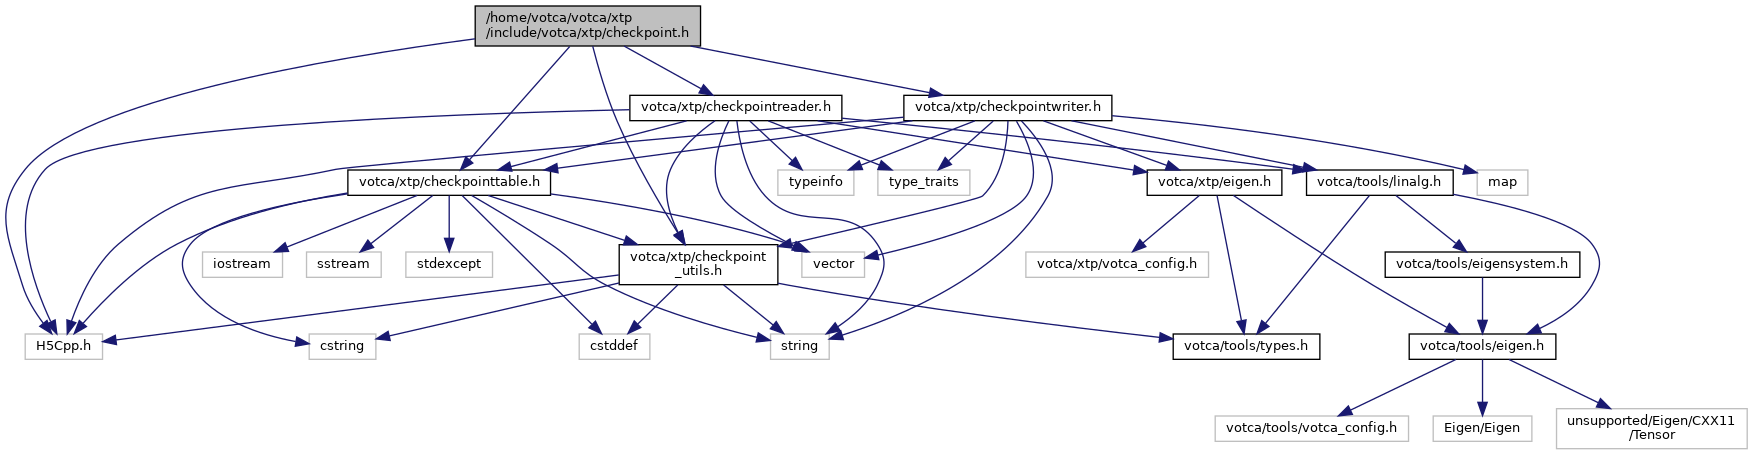 /home/votca/votca/xtp
/include/votca/xtp/checkpoint.h
votca/xtp/checkpointreader.h
votca/xtp/checkpointwriter.h
votca/xtp/checkpointtable.h
typeinfo
type_traits
votca/xtp/eigen.h
votca/tools/linalg.h
map
iostream
sstream
stdexcept
votca/xtp/checkpoint
_utils.h
vector
votca/xtp/votca_config.h
votca/tools/eigensystem.h
H5Cpp.h
cstring
cstddef
string
votca/tools/types.h
votca/tools/eigen.h
votca/tools/votca_config.h
Eigen/Eigen
unsupported/Eigen/CXX11
/Tensor